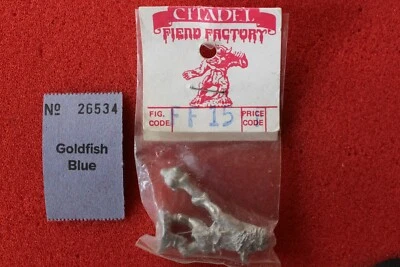 CITADEL
FIEND FACTORY
FIG. CODE FF 15 PRICE CODE
No 26534
Goldfish
Blue